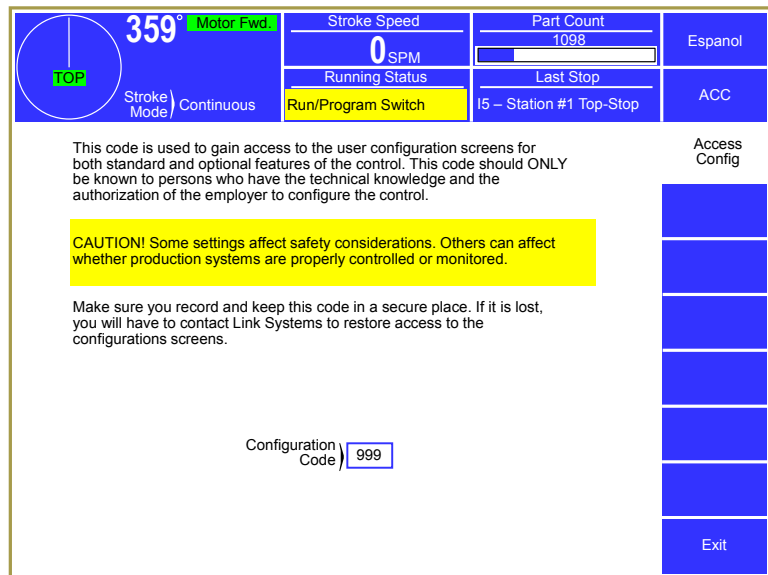 359° Motor Fwd.
TOP
Stroke Mode Continuous
Stroke Speed
0 SPM
Part Count
1098
Running Status
Run/Program Switch
Last Stop
I5 – Station #1 Top-Stop
Espanol
ACC
Access
Config
This code is used to gain access to the user configuration screens for
both standard and optional features of the control. This code should ONLY
be known to persons who have the technical knowledge and the
authorization of the employer to configure the control.
CAUTION! Some settings affect safety considerations. Others can affect
whether production systems are properly controlled or monitored.
Make sure you record and keep this code in a secure place. If it is lost,
you will have to contact Link Systems to restore access to the
configurations screens.
Configuration
Code 999
Exit